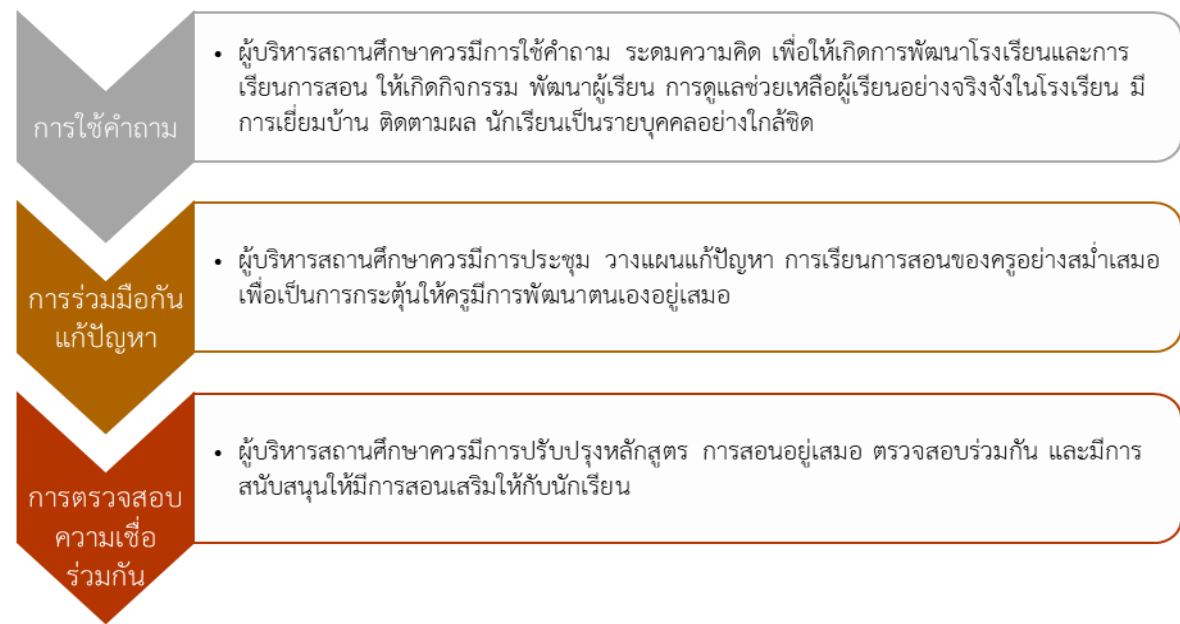 การใช้คำถาม
• ผู้บริหารสถานศึกษาควรมีการใช้คำถาม ระดมความคิด เพื่อให้เกิดการพัฒนาโรงเรียนและการ
เรียนการสอน ให้เกิดกิจกรรม พัฒนาผู้เรียน การดูแลช่วยเหลือผู้เรียนอย่างจริงจังในโรงเรียน มี
การเยี่ยมบ้าน ติดตามผล นักเรียนเป็นรายบุคคลอย่างใกล้ชิด
การร่วมมือกัน
แก้ปัญหา
• ผู้บริหารสถานศึกษาควรมีการประชุม วางแผนแก้ปัญหา การเรียนการสอนของครูอย่างสม่ำเสมอ
เพื่อเป็นการกระตุ้นให้ครูมีการพัฒนาตนเองอยู่เสมอ
การตรวจสอบ
ความเชื่อ
ร่วมกัน
• ผู้บริหารสถานศึกษาควรมีการปรับปรุงหลักสูตร การสอนอยู่เสมอ ตรวจสอบร่วมกัน และมีการ
สนับสนุนให้มีการสอนเสริมให้กับนักเรียน